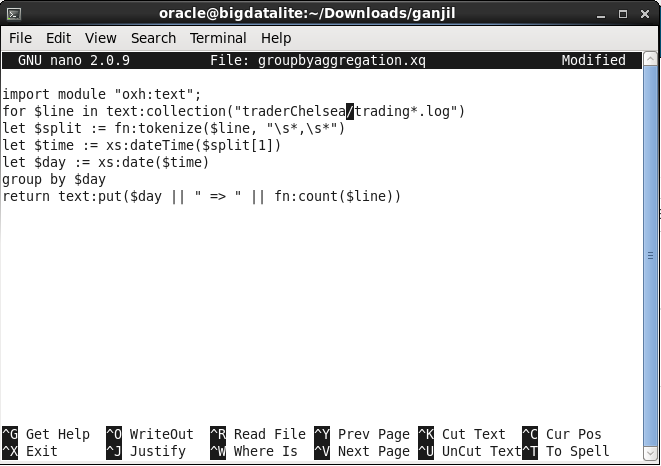 oracle@bigdatalite:~/Downloads/ganjil
File Edit View Search Terminal Help
GNU nano 2.0.9 File: groupbyaggregation.xq Modified
import module "oxh:text";
for $line in text:collection("traderChelsea/trading*.log")
let $split := fn:tokenize($line, "\s*,\s*")
let $time := xs:dateTime($split[1])
let $day := xs:date($time)
group by $day
return text:put($day || " => " || fn:count($line))
^G Get Help ^O WriteOut ^R Read File ^Y Prev Page ^K Cut Text ^C Cur Pos
^X Exit ^J Justify ^W Where Is ^V Next Page ^U UnCut Text ^T To Spell